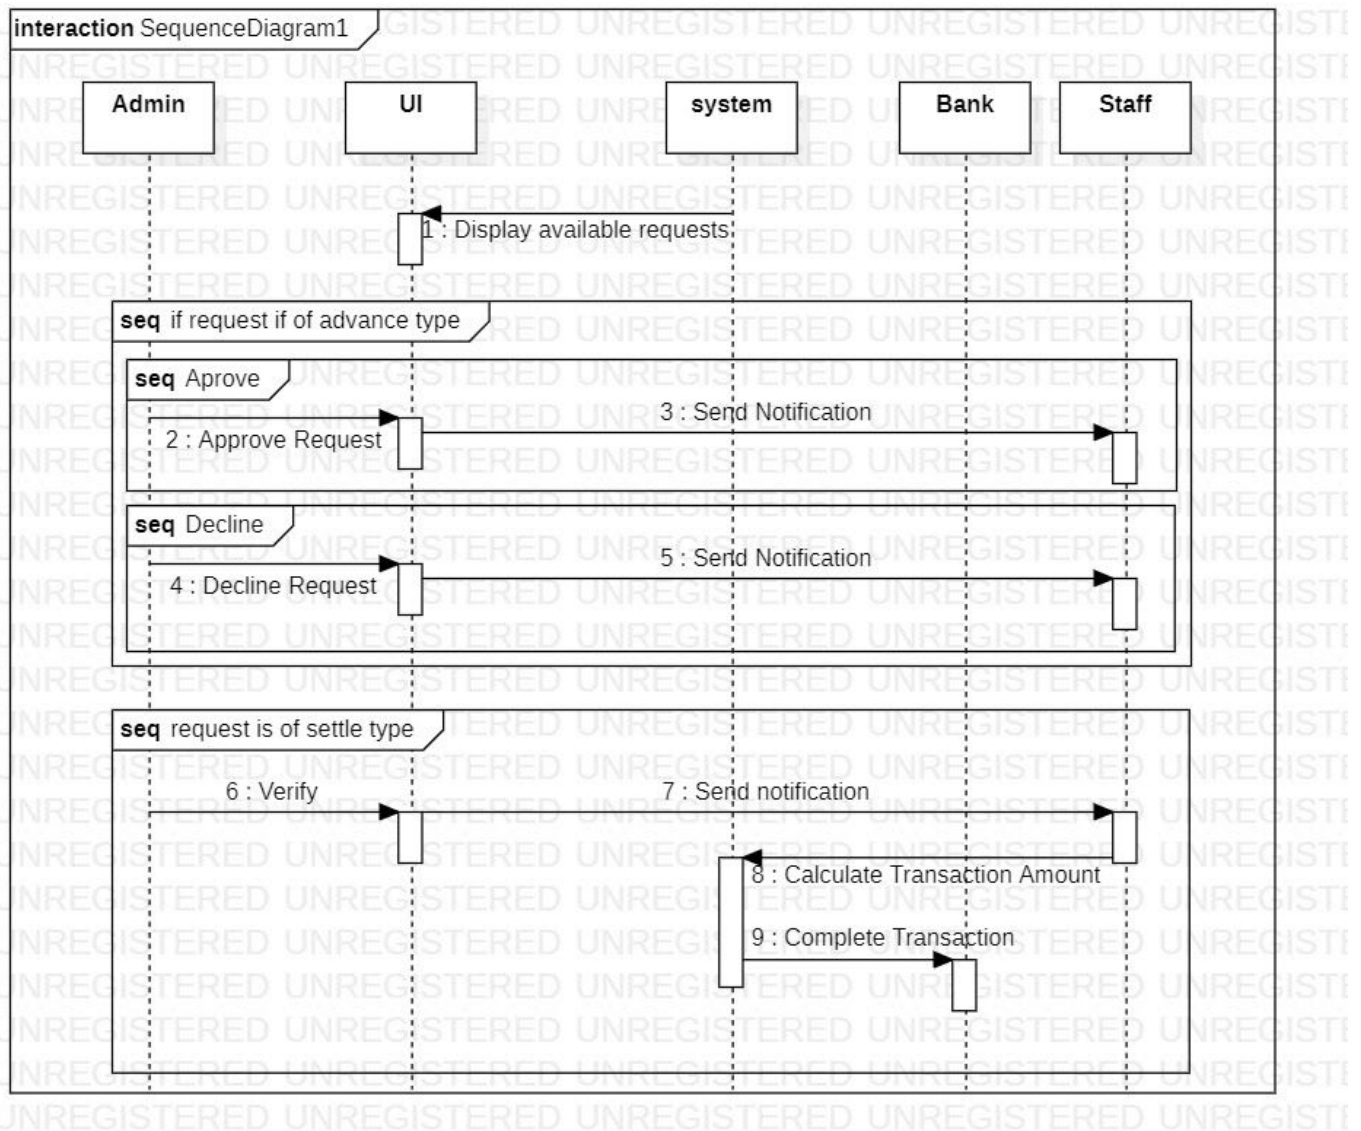 interaction SequenceDiagram1
Admin
UI
system
Bank
Staff
1 : Display available requests
seq if request if of advance type
seq Aprove
3 : Send Notification
2 : Approve Request
seq Decline
5 : Send Notification
4 : Decline Request
seq request is of settle type
6 : Verify
7 : Send notification
8 : Calculate Transaction Amount
9 : Complete Transaction
UNREGISTERED